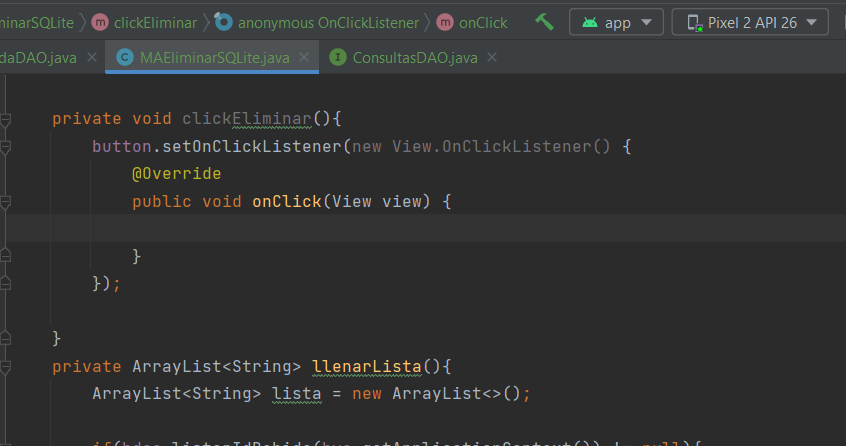 ninarSQLite m clickEliminar anonymous OnClickListener m onClick app Pixel 2 API 26
daDAO.java C MAEliminarSQLite.java I ConsultasDAO.java
private void clickEliminar(){
button.setOnClickListener(new View.OnClickListener() {
@Override
public void onClick(View view) {
}
});
}
private ArrayList<String> llenarLista(){
ArrayList<String> lista = new ArrayList<>();